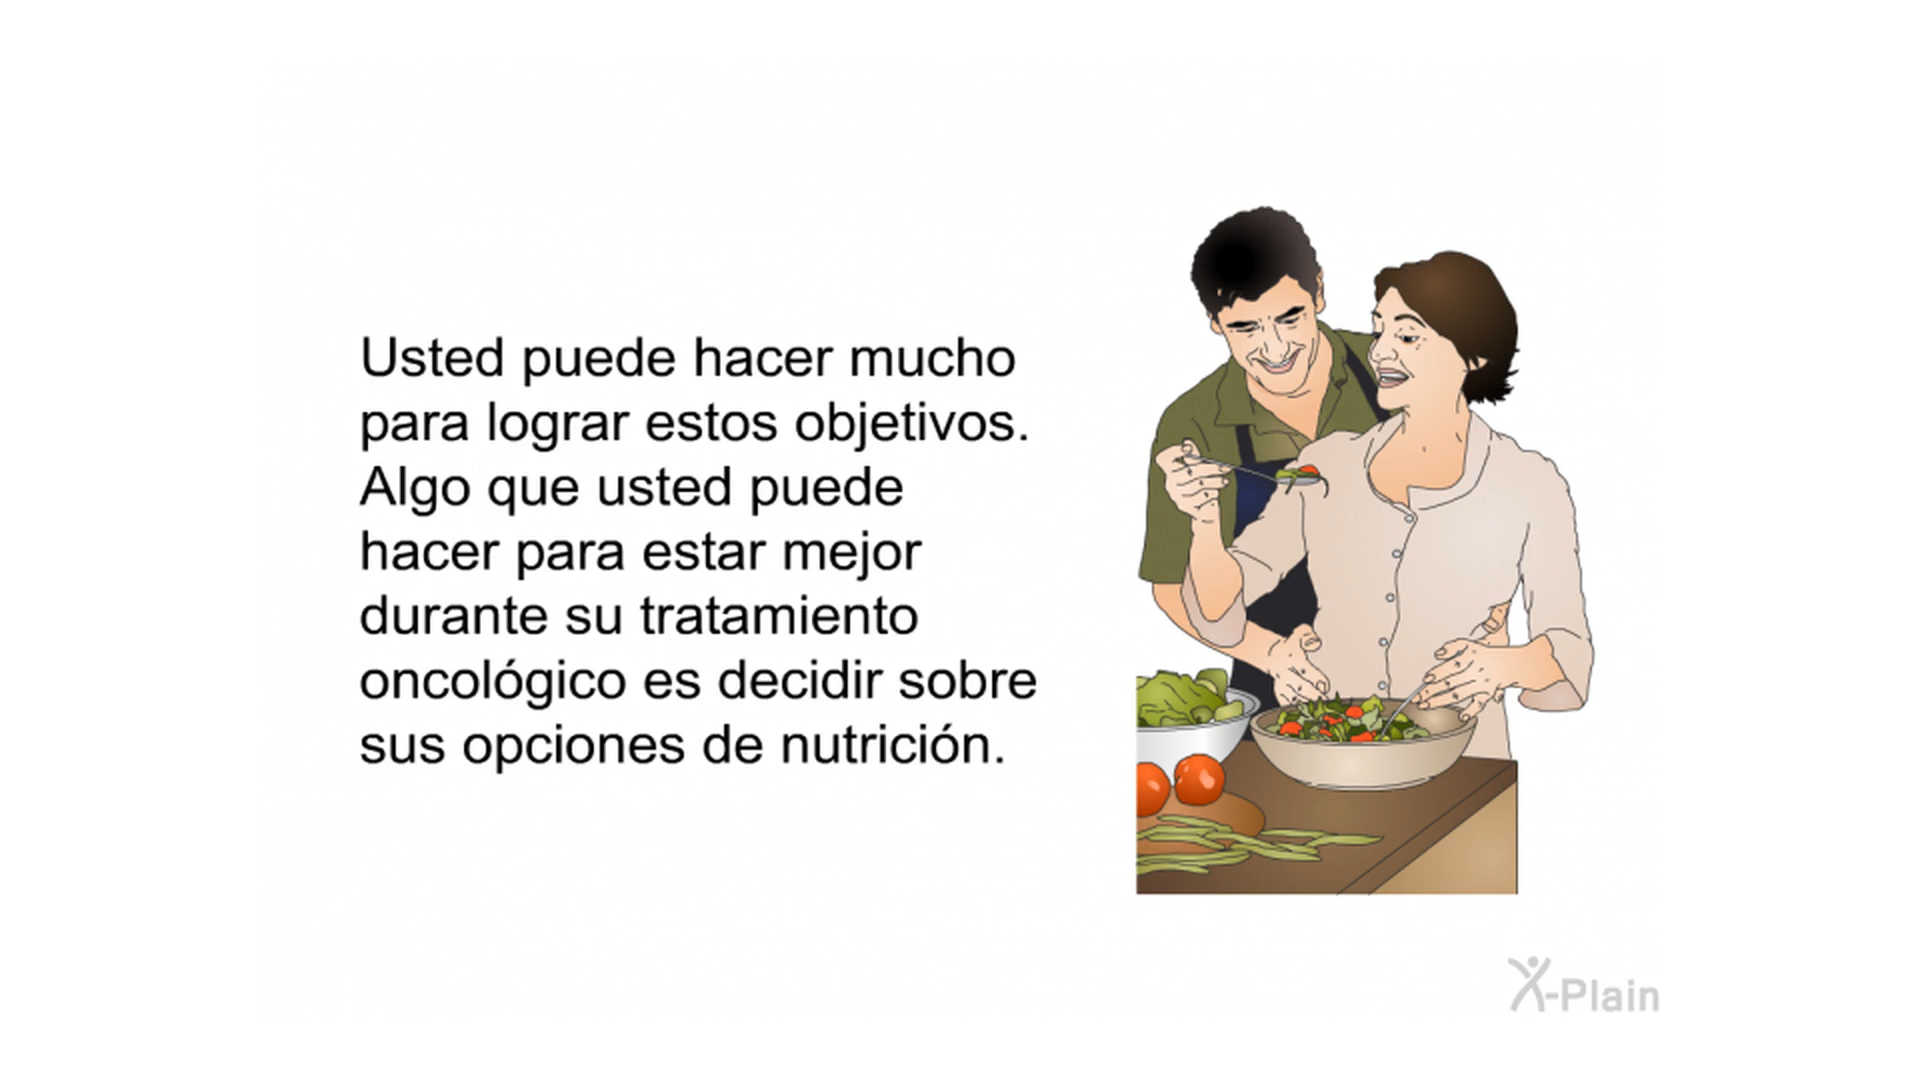 Usted puede hacer mucho
para lograr estos objetivos.
Algo que usted puede
hacer para estar mejor
durante su tratamiento
oncológico es decidir sobre
sus opciones de nutrición.
X-Plain